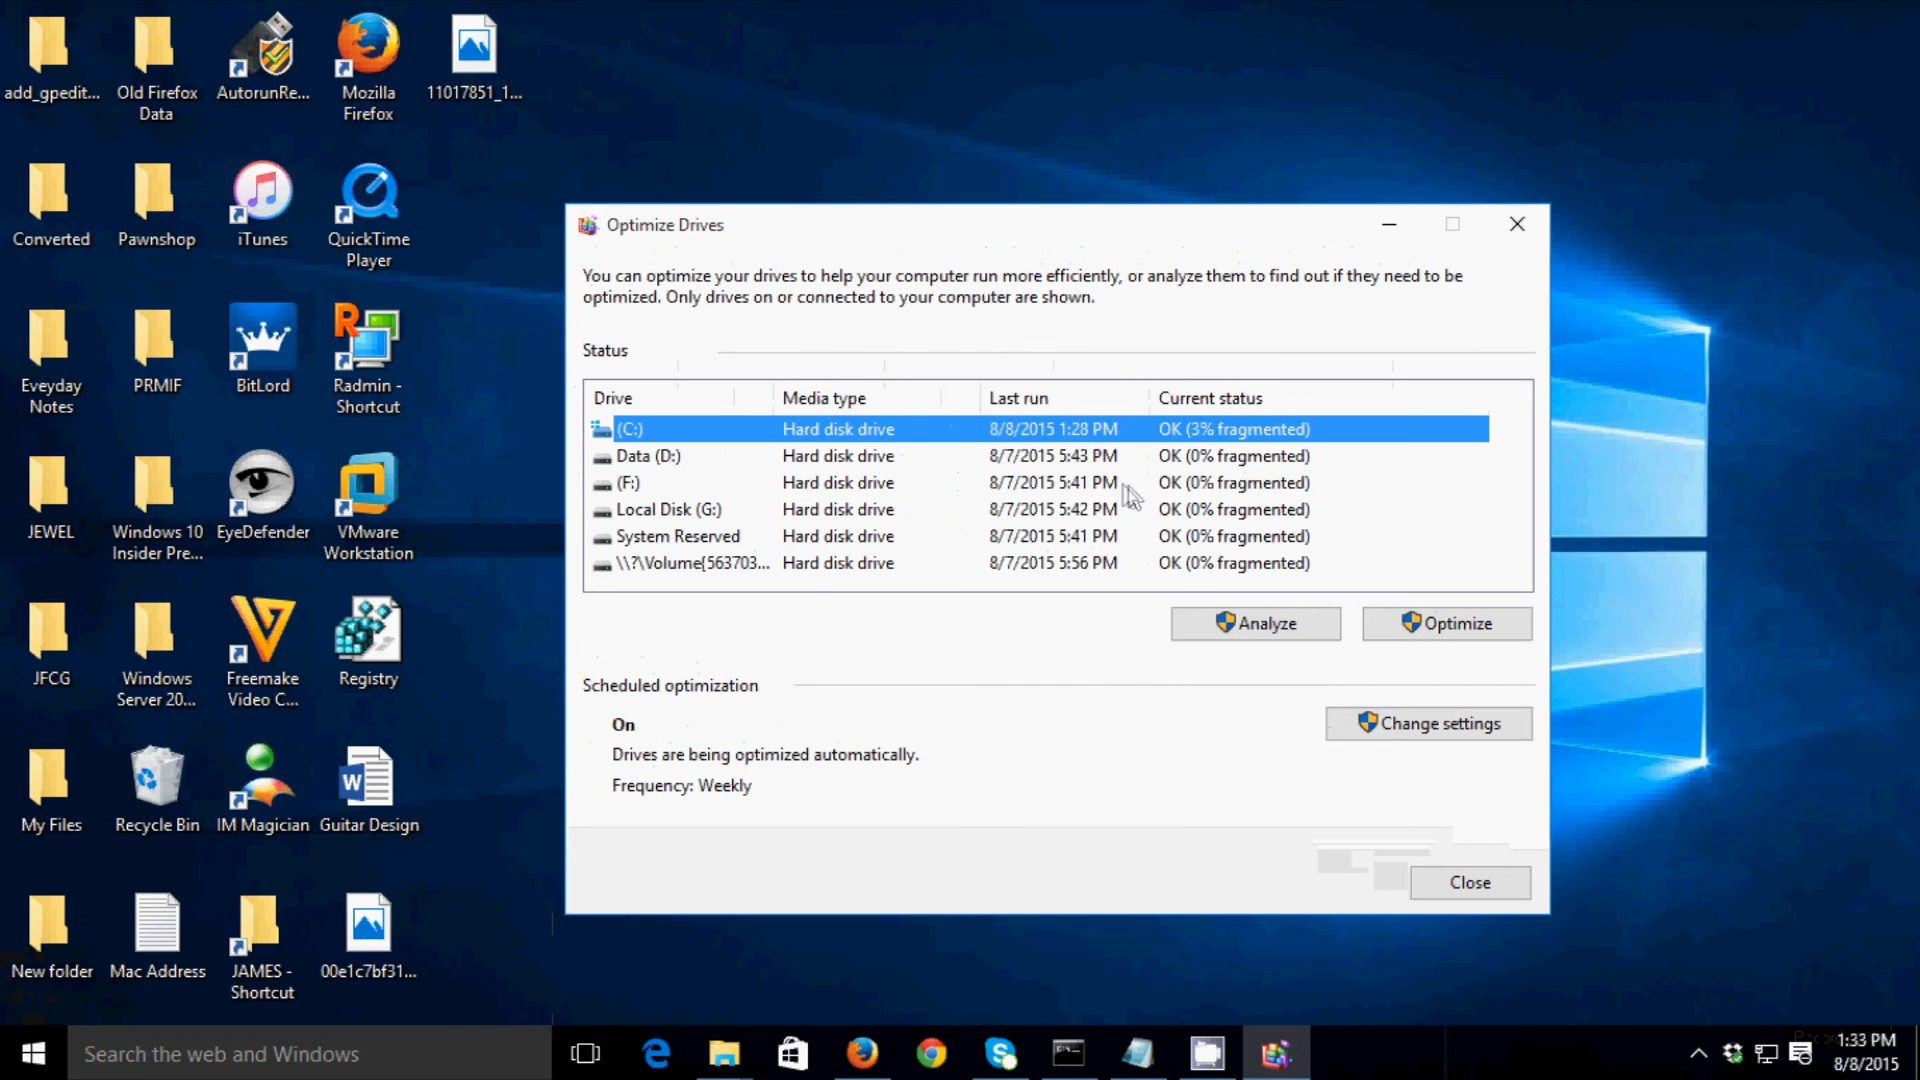 add_gpedit...
Old Firefox
Data
AutorunRe...
Mozilla
Firefox
11017851_1...
Converted
Pawnshop
iTunes
QuickTime
Player
Eveyday
Notes
PRMIF
BitLord
Radmin -
Shortcut
JEWEL
Windows 10
Insider Pre...
EyeDefender
VMware
Workstation
JFCG
Windows
Server 20...
Freemake
Video C...
Registry
My Files
Recycle Bin
IM Magician
Guitar Design
New folder
Mac Address
JAMES -
Shortcut
00e1c7bf31...
Optimize Drives
You can optimize your drives to help your computer run more efficiently, or analyze them to find out if they need to be
optimized. Only drives on or connected to your computer are shown.
Status
Drive Media type Last run Current status
(C:) Hard disk drive 8/8/2015 1:28 PM OK (3% fragmented)
Data (D:) Hard disk drive 8/7/2015 5:43 PM OK (0% fragmented)
(F:) Hard disk drive 8/7/2015 5:41 PM OK (0% fragmented)
Local Disk (G:) Hard disk drive 8/7/2015 5:42 PM OK (0% fragmented)
System Reserved Hard disk drive 8/7/2015 5:41 PM OK (0% fragmented)
\\?\Volume{563703... Hard disk drive 8/7/2015 5:56 PM OK (0% fragmented)
Analyze Optimize
Scheduled optimization
On
Change settings
Drives are being optimized automatically.
Frequency: Weekly
Close
Search the web and Windows
1:33 PM
8/8/2015